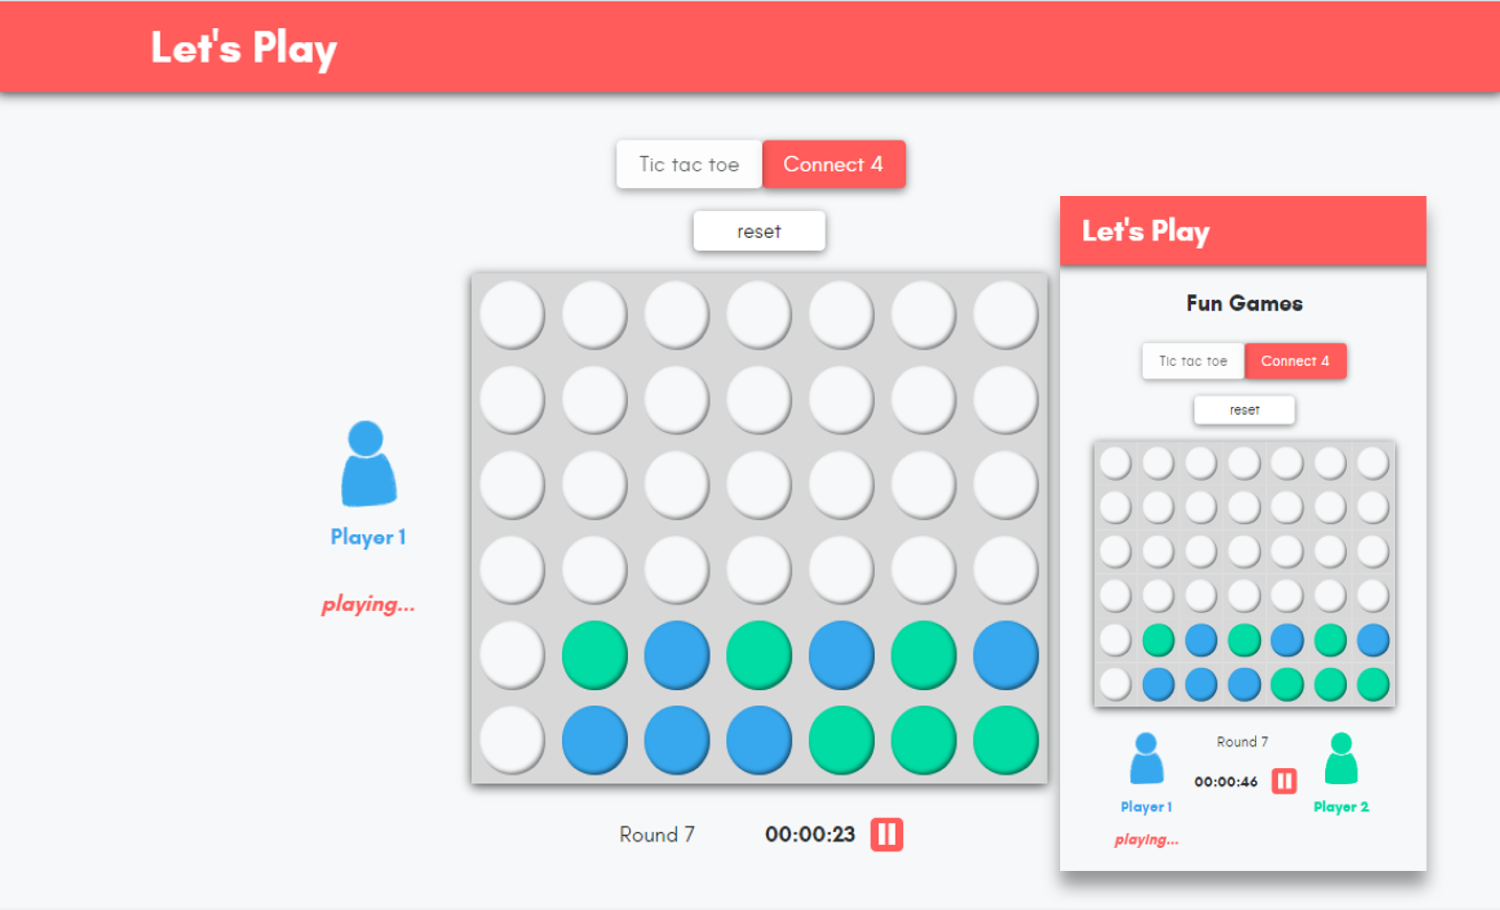 Let's Play
Tic tac toe Connect 4
reset
Player 1
playing...
Round 7 00:00:23
Let's Play
Fun Games
Tic tac toe Connect 4
reset
Round 7
00:00:46
Player 1 Player 2
playing...